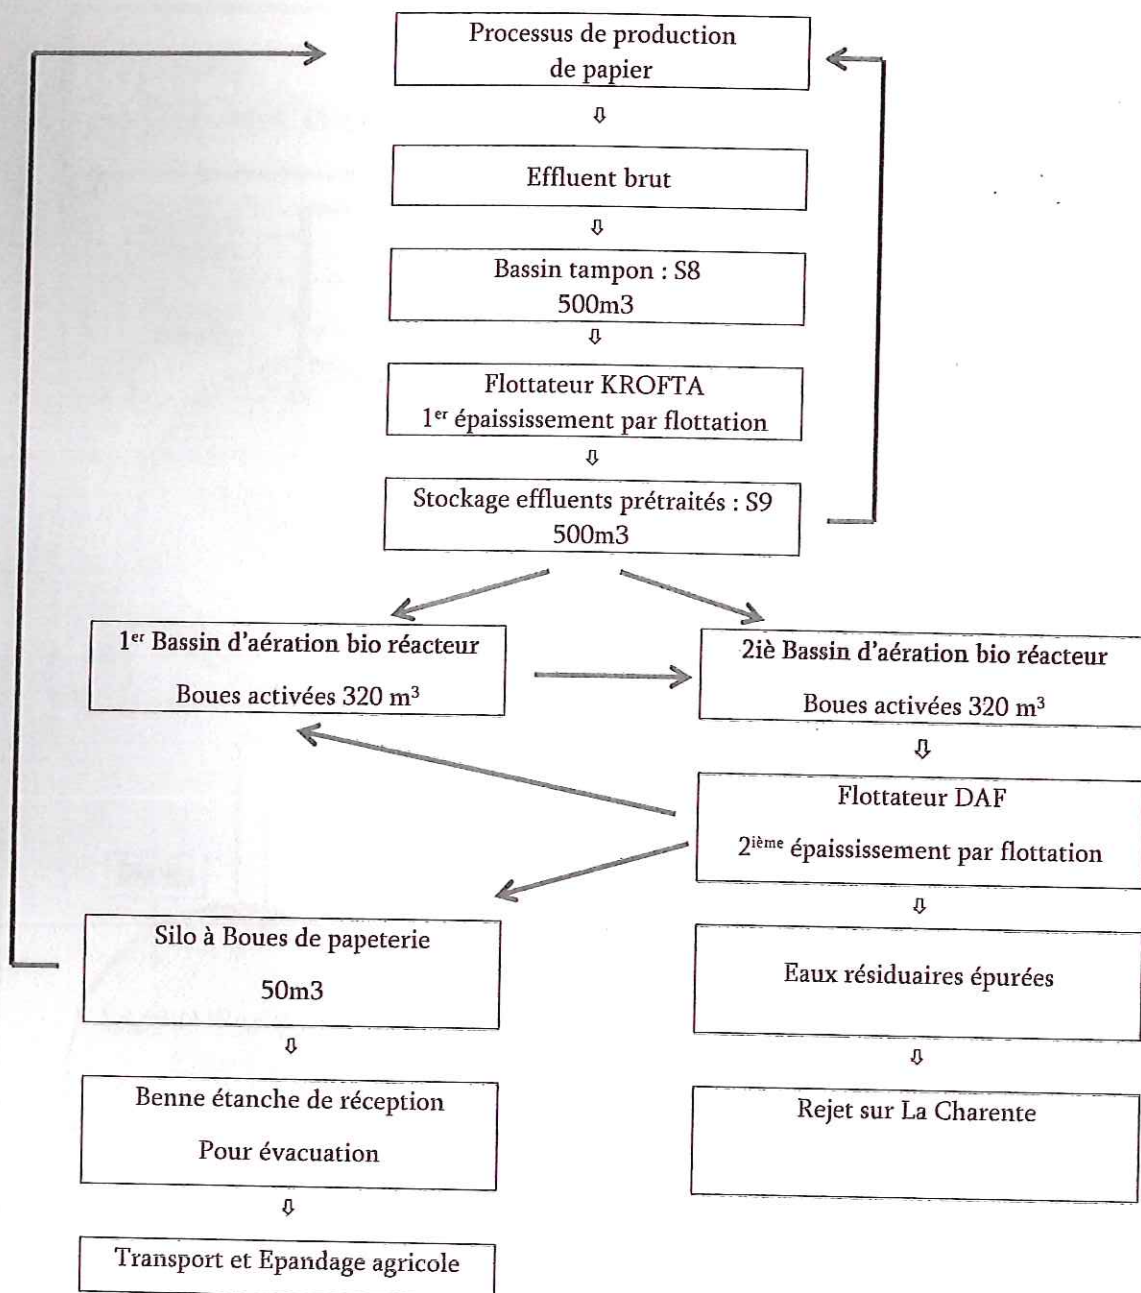 Processus de production
de papier
Effluent brut
Bassin tampon : S8
500m3
Flottateur KROFTA
1er épaississement par flottation
Stockage effluents prétraités : S9
500m3
1er Bassin d'aération bio réacteur
Boues activées 320 m³
2iè Bassin d'aération bio réacteur
Boues activées 320 m³
Flottateur DAF
2ième épaississement par flottation
Silo à Boues de papeterie
50m3
Eaux résiduaires épurées
Benne étanche de réception
Pour évacuation
Rejet sur La Charente
Transport et Epandage agricole